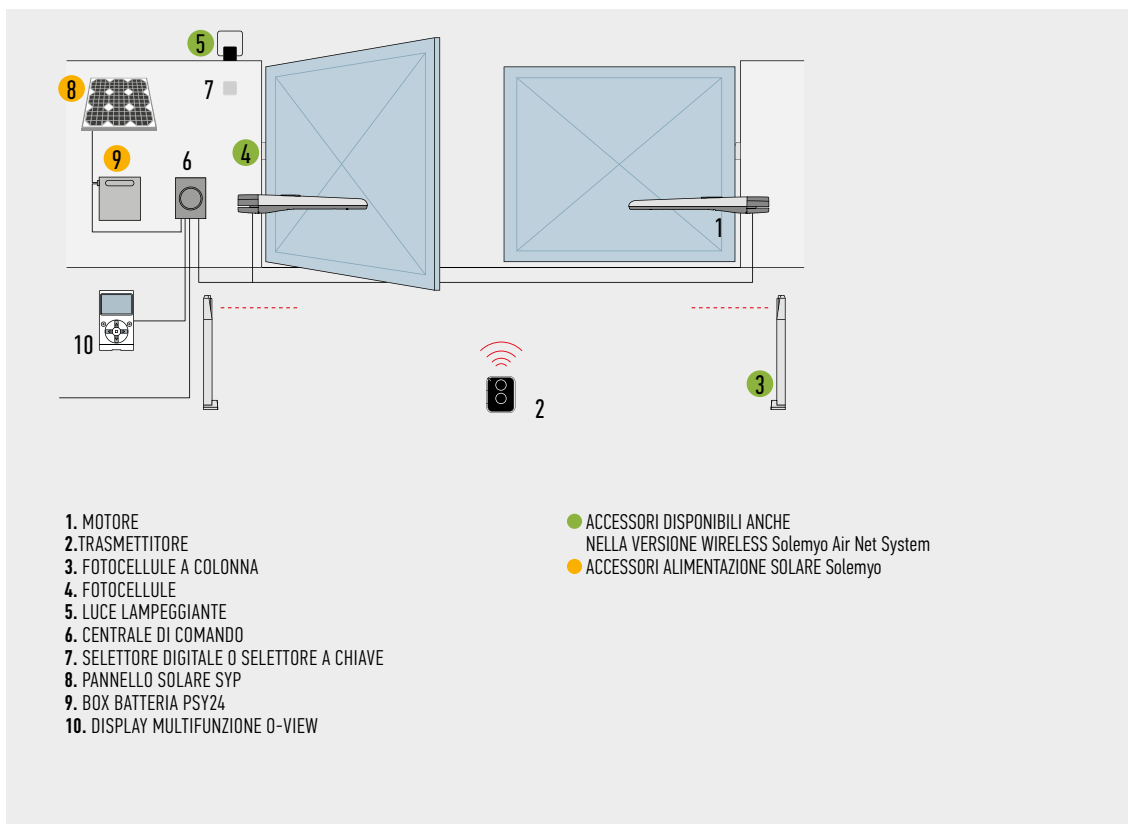 5
8
7
9
6
4
1
10
3
2
1. MOTORE
2.TRASMETTITORE
3. FOTOCELLULE A COLONNA
4. FOTOCELLULE
5. LUCE LAMPEGGIANTE
6. CENTRALE DI COMANDO
7. SELETTORE DIGITALE O SELETTORE A CHIAVE
8. PANNELLO SOLARE SYP
9. BOX BATTERIA PSY24
10. DISPLAY MULTIFUNZIONE O-VIEW
ACCESSORI DISPONIBILI ANCHE
NELLA VERSIONE WIRELESS Solemyo Air Net System
ACCESSORI ALIMENTAZIONE SOLARE Solemyo